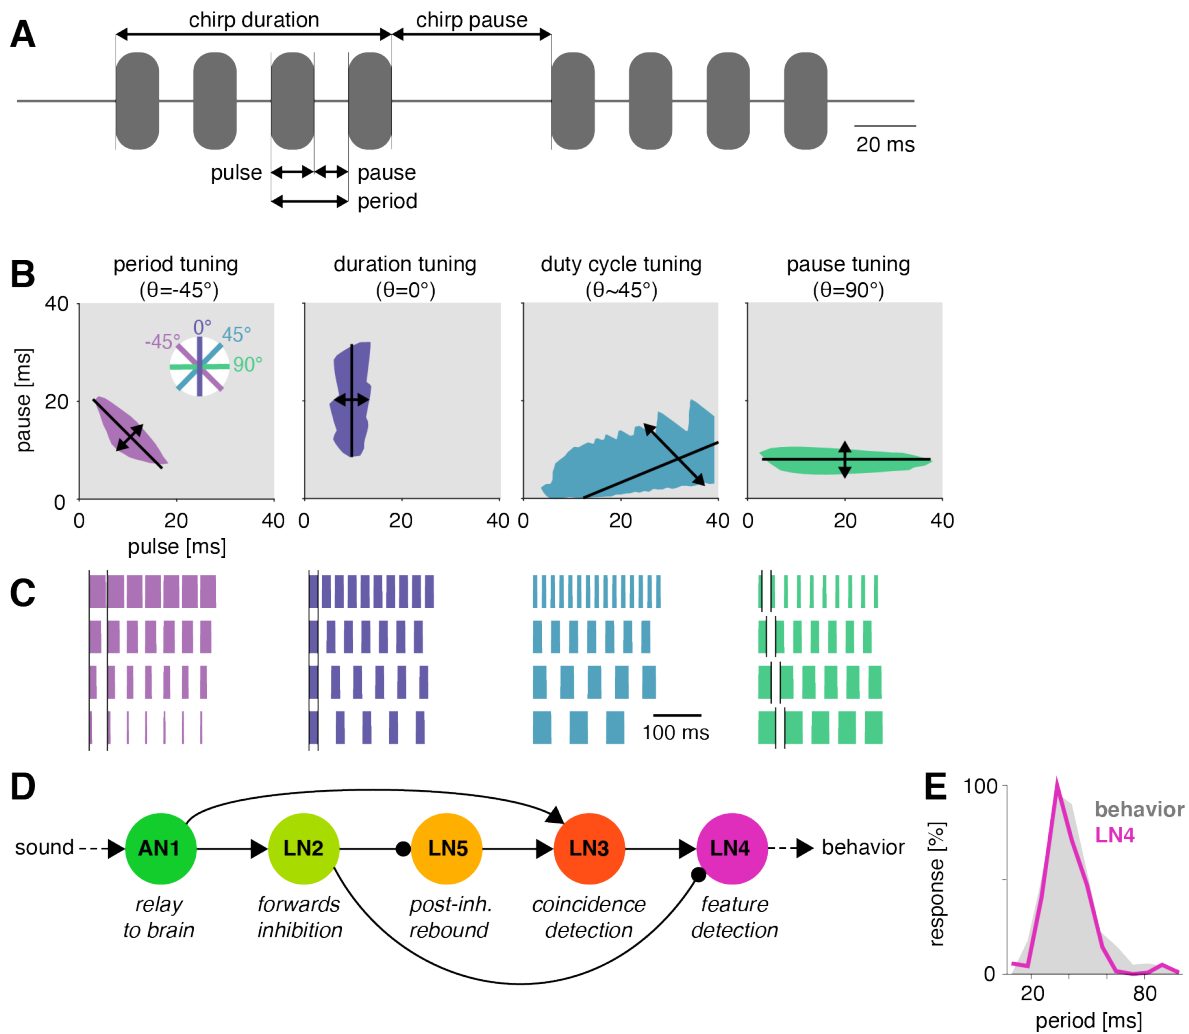 A
chirp duration
chirp pause
20 ms
pulse
pause
period
B
period tuning
(θ=-45°)
duration tuning
(θ=0°)
duty cycle tuning
(θ~45°)
pause tuning
(θ=90°)
pause [ms]
40
20
0
-45°
0°
45°
90°
0
20
40
0
20
40
0
20
40
0
20
40
pulse [ms]
C
100 ms
D
sound
AN1
LN2
LN5
LN3
LN4
behavior
relay
to brain
forwards
inhibition
post-inh.
rebound
coincidence
detection
feature
detection
E
response [%]
100
0
behavior
LN4
20
80
period [ms]